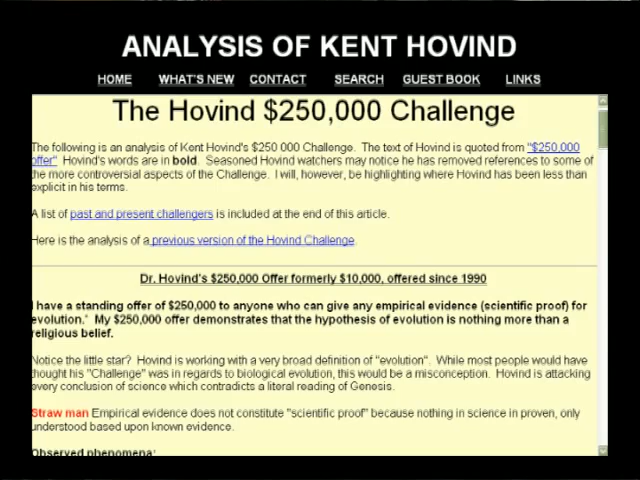 ANALYSIS OF KENT HOVIND
HOME WHAT'S NEW CONTACT SEARCH GUEST BOOK LINKS
The Hovind $250,000 Challenge
The following is an analysis of Kent Hovind's $250 000 Challenge. The text of Hovind is quoted from "$250,000
offer" Hovind's words are in bold. Seasoned Hovind watchers may notice he has removed references to some of
the more controversial aspects of the Challenge. I will, however, be highlighting where Hovind has been less than
explicit in his terms.
A list of past and present challengers is included at the end of this article.
Here is the analysis of a previous version of the Hovind Challenge.
Dr. Hovind's $250,000 Offer formerly $10,000, offered since 1990
I have a standing offer of $250,000 to anyone who can give any empirical evidence (scientific proof) for
evolution.* My $250,000 offer demonstrates that the hypothesis of evolution is nothing more than a
religious belief.
Notice the little star? Hovind is working with a very broad definition of "evolution". While most people would have
thought his "Challenge" was in regards to biological evolution, this would be a misconception. Hovind is attacking
every conclusion of science which contradicts a literal reading of Genesis.
Straw man Empirical evidence does not constitute "scientific proof" because nothing in science in proven, only
understood based upon known evidence.
Observed phenomena: